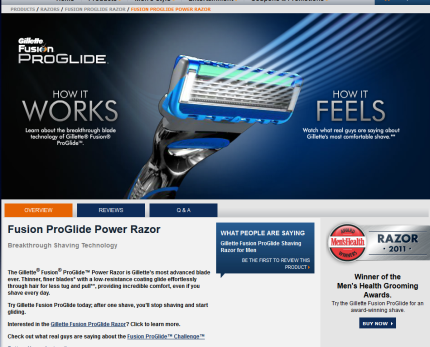 PRODUCTS / RAZORS / FUSION PROGLIDE RAZOR / FUSION PROGLIDE POWER RAZOR
Gillette
FUSION
PROGLIDE
HOW IT
WORKS
Learn about the breakthrough blade
technology of Gillette® Fusion®
ProGlide™.
HOW IT
FEELS
Watch what real guys are saying about
Gillette's most comfortable shave.**
OVERVIEW
REVIEWS
Q & A
Fusion ProGlide Power Razor
Breakthrough Shaving Technology
The Gillette® Fusion® ProGlide™ Power Razor is Gillette's most advanced blade
ever. Thinner, finer blades* with a low-resistance coating glide effortlessly
through hair for less tug and pull**, providing incredible comfort, even if you
shave every day.
Try Gillette Fusion ProGlide today; after one shave, you'll stop shaving and start
gliding.
Interested in the Gillette Fusion ProGlide Razor? Click to learn more.
Check out what real guys are saying about the Fusion ProGlide™ Challenge™
WHAT PEOPLE ARE SAYING
Gillette Fusion ProGlide Shaving
Razor for Men
BE THE FIRST TO REVIEW THIS
PRODUCT
Men'sHealth
RAZOR
• 2011 •
Winner of the
Men's Health Grooming
Awards.
Try the Gillette Fusion ProGlide for an
award-winning shave.
BUY NOW